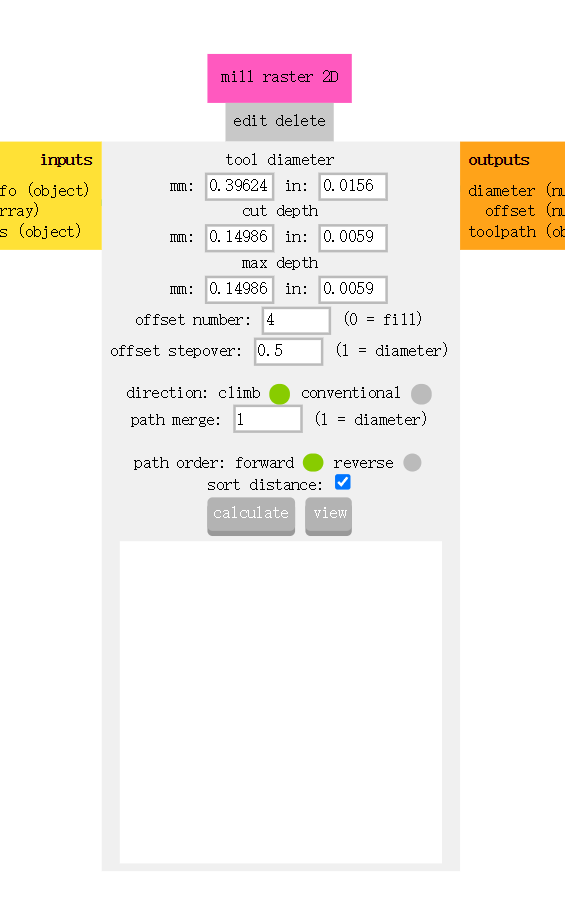 mill raster 2D
edit delete
inputs
fo (object)
rray)
s (object)
tool diameter
mm: 0.39624 in: 0.0156
cut depth
mm: 0.14986 in: 0.0059
max depth
mm: 0.14986 in: 0.0059
offset number: 4 (0 = fill)
offset stepover: 0.5 (1 = diameter)
direction: climb conventional
path merge: 1 (1 = diameter)
path order: forward reverse
sort distance:
calculate view
outputs
diameter (nu
offset (nu
toolpath (ob